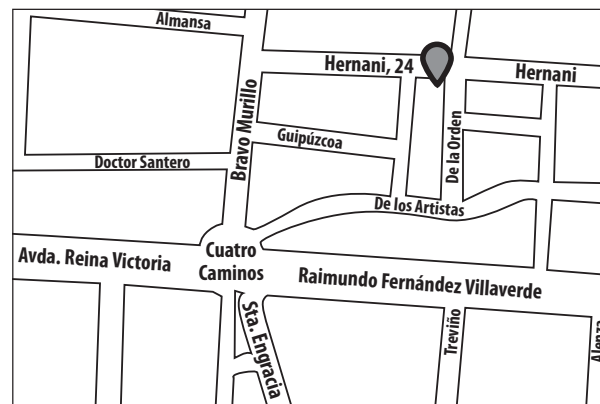 Almansa
Hernani, 24
Hernani
Bravo Murillo
Guipúzcoa
De la Orden
Doctor Santero
De los Artistas
Avda. Reina Victoria
Cuatro
Caminos
Raimundo Fernández Villaverde
Sta. Engracia
Treviño
Alenza